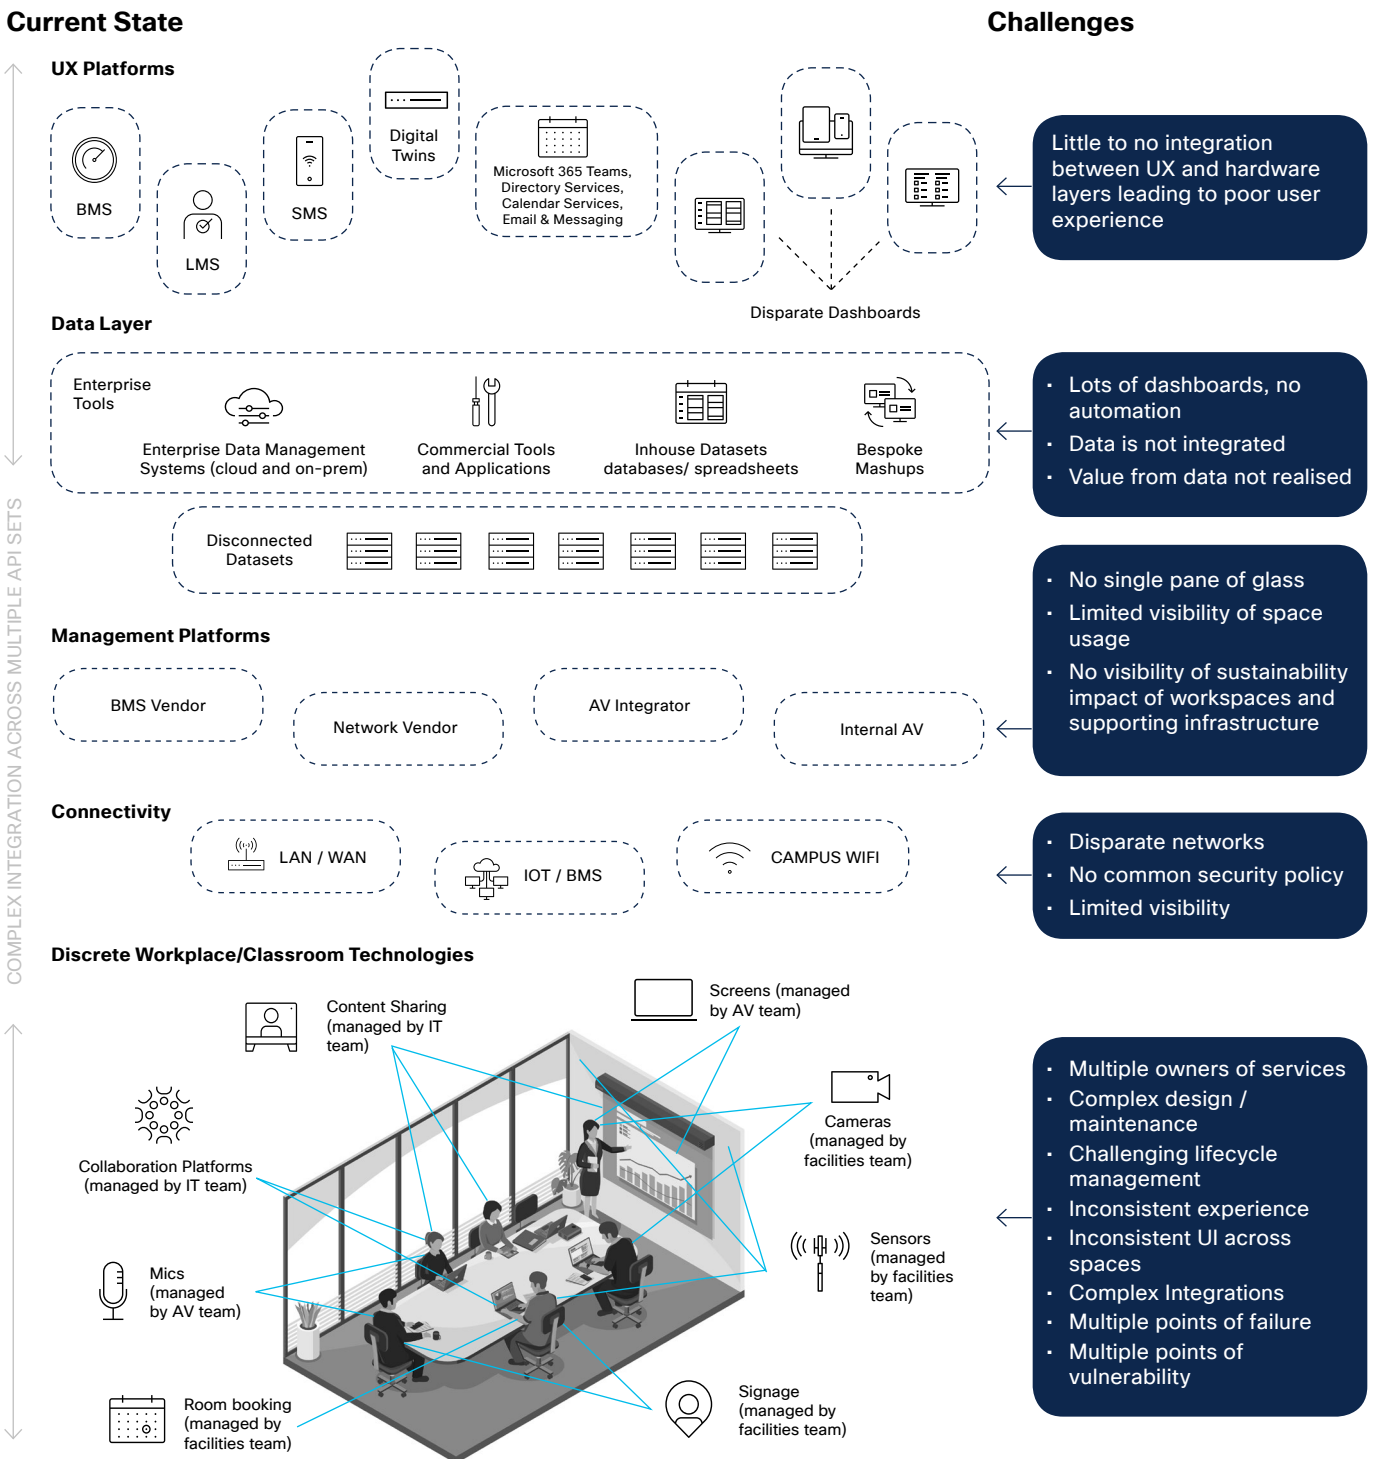 Current State
Challenges
UX Platforms
BMS
LMS
SMS
Digital
Twins
Microsoft 365 Teams,
Directory Services,
Calendar Services,
Email & Messaging
Disparate Dashboards
Little to no integration
between UX and hardware
layers leading to poor user
experience
Data Layer
Enterprise
Tools
Enterprise Data Management
Systems (cloud and on-prem)
Commercial Tools
and Applications
Inhouse Datasets
databases/ spreadsheets
Bespoke
Mashups
· Lots of dashboards, no
automation
· Data is not integrated
· Value from data not realised
Disconnected
Datasets
COMPLEX INTEGRATION ACROSS MULTIPLE API SETS
Management Platforms
BMS Vendor
Network Vendor
AV Integrator
Internal AV
· No single pane of glass
· Limited visibility of space
usage
· No visibility of sustainability
impact of workspaces and
supporting infrastructure
Connectivity
LAN / WAN
IOT / BMS
CAMPUS WIFI
· Disparate networks
· No common security policy
· Limited visibility
Discrete Workplace/Classroom Technologies
Content Sharing
(managed by IT
team)
Screens (managed
by AV team)
Cameras
(managed by
facilities team)
Collaboration Platforms
(managed by IT team)
Sensors
(managed
by facilities
team)
Mics
(managed
by AV team)
Room booking
(managed by
facilities team)
Signage
(managed by
facilities team)
· Multiple owners of services
· Complex design /
maintenance
· Challenging lifecycle
management
· Inconsistent experience
· Inconsistent UI across
spaces
· Complex Integrations
· Multiple points of failure
· Multiple points of
vulnerability